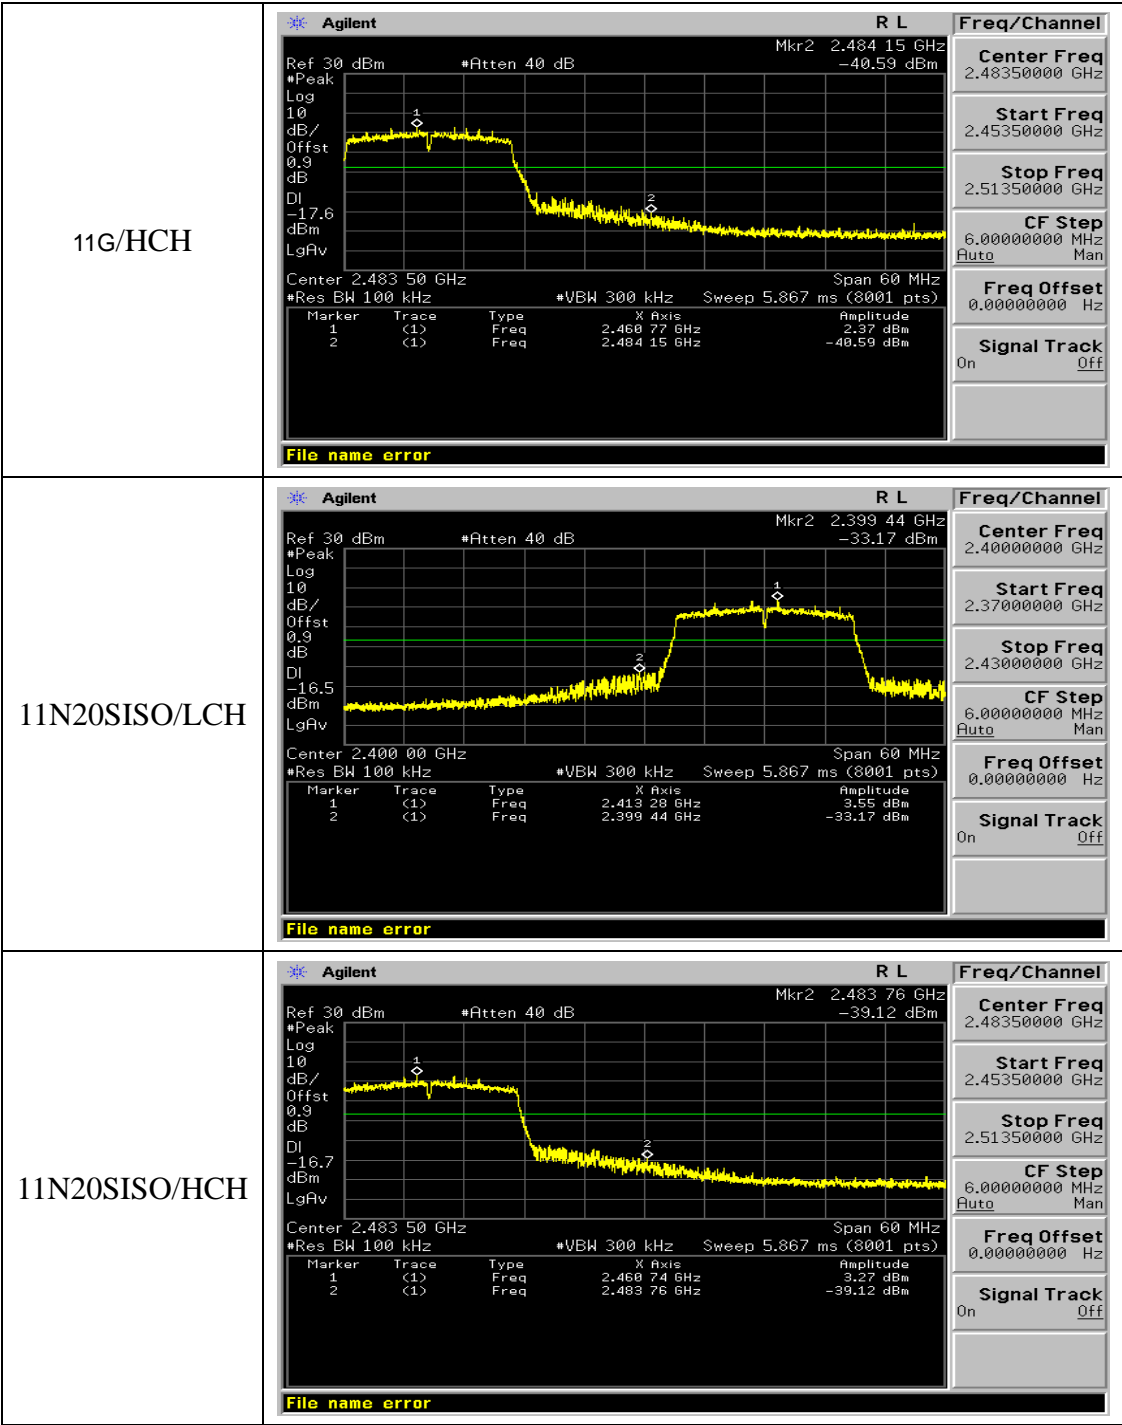 11G/HCH
Agilent R L
Mkr2 2.484 15 GHz
Ref 30 dBm #Atten 40 dB -40.59 dBm
#Peak
Log
10
dB/
Offst
0.9
dB
DI
-17.6
dBm
LgAv
1
2
Center 2.483 50 GHz Span 60 MHz
#Res BW 100 kHz #VBW 300 kHz Sweep 5.867 ms (8001 pts)
Marker Trace Type X Axis Amplitude
1 (1) Freq 2.460 77 GHz 2.37 dBm
2 (1) Freq 2.484 15 GHz -40.59 dBm
File name error
Freq/Channel
Center Freq
2.48350000 GHz
Start Freq
2.45350000 GHz
Stop Freq
2.51350000 GHz
CF Step
6.00000000 MHz
Auto Man
Freq Offset
0.00000000 Hz
Signal Track
On Off
11N20SISO/LCH
Agilent R L
Mkr2 2.399 44 GHz
Ref 30 dBm #Atten 40 dB -33.17 dBm
#Peak
Log
10
dB/
Offst
0.9
dB
DI
-16.5
dBm
LgAv
1
2
Center 2.400 00 GHz Span 60 MHz
#Res BW 100 kHz #VBW 300 kHz Sweep 5.867 ms (8001 pts)
Marker Trace Type X Axis Amplitude
1 (1) Freq 2.413 28 GHz 3.55 dBm
2 (1) Freq 2.399 44 GHz -33.17 dBm
File name error
Freq/Channel
Center Freq
2.40000000 GHz
Start Freq
2.37000000 GHz
Stop Freq
2.43000000 GHz
CF Step
6.00000000 MHz
Auto Man
Freq Offset
0.00000000 Hz
Signal Track
On Off
11N20SISO/HCH
Agilent R L
Mkr2 2.483 76 GHz
Ref 30 dBm #Atten 40 dB -39.12 dBm
#Peak
Log
10
dB/
Offst
0.9
dB
DI
-16.7
dBm
LgAv
1
2
Center 2.483 50 GHz Span 60 MHz
#Res BW 100 kHz #VBW 300 kHz Sweep 5.867 ms (8001 pts)
Marker Trace Type X Axis Amplitude
1 (1) Freq 2.460 74 GHz 3.27 dBm
2 (1) Freq 2.483 76 GHz -39.12 dBm
File name error
Freq/Channel
Center Freq
2.48350000 GHz
Start Freq
2.45350000 GHz
Stop Freq
2.51350000 GHz
CF Step
6.00000000 MHz
Auto Man
Freq Offset
0.00000000 Hz
Signal Track
On Off